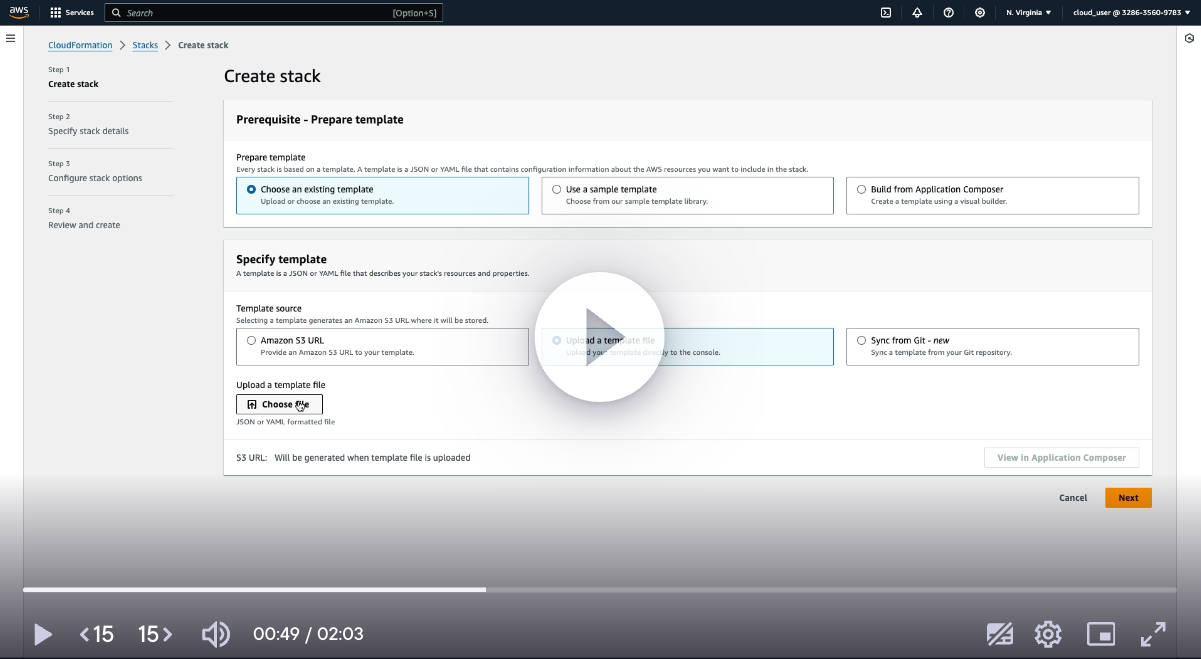 aws
Services
Search
[Option+S]
N. Virginia
cloud_user @ 3286-3560-9783
CloudFormation
Stacks
Create stack
Step 1
Create stack
Step 2
Specify stack details
Step 3
Configure stack options
Step 4
Review and create
Create stack
Prerequisite - Prepare template
Prepare template
Every stack is based on a template. A template is a JSON or YAML file that contains configuration information about the AWS resources you want to include in the stack.
Choose an existing template
Upload or choose an existing template.
Use a sample template
Choose from our sample template library.
Build from Application Composer
Create a template using a visual builder.
Specify template
A template is a JSON or YAML file that describes your stack's resources and properties.
Template source
Selecting a template generates an Amazon S3 URL where it will be stored.
Amazon S3 URL
Provide an Amazon S3 URL to your template.
Upload a template file
Upload your template directly to the console.
Sync from Git - new
Sync a template from your Git repository.
Upload a template file
Choose file
JSON or YAML formatted file
S3 URL: Will be generated when template file is uploaded
View in Application Composer
Cancel
Next
15
15
00:49 / 02:03